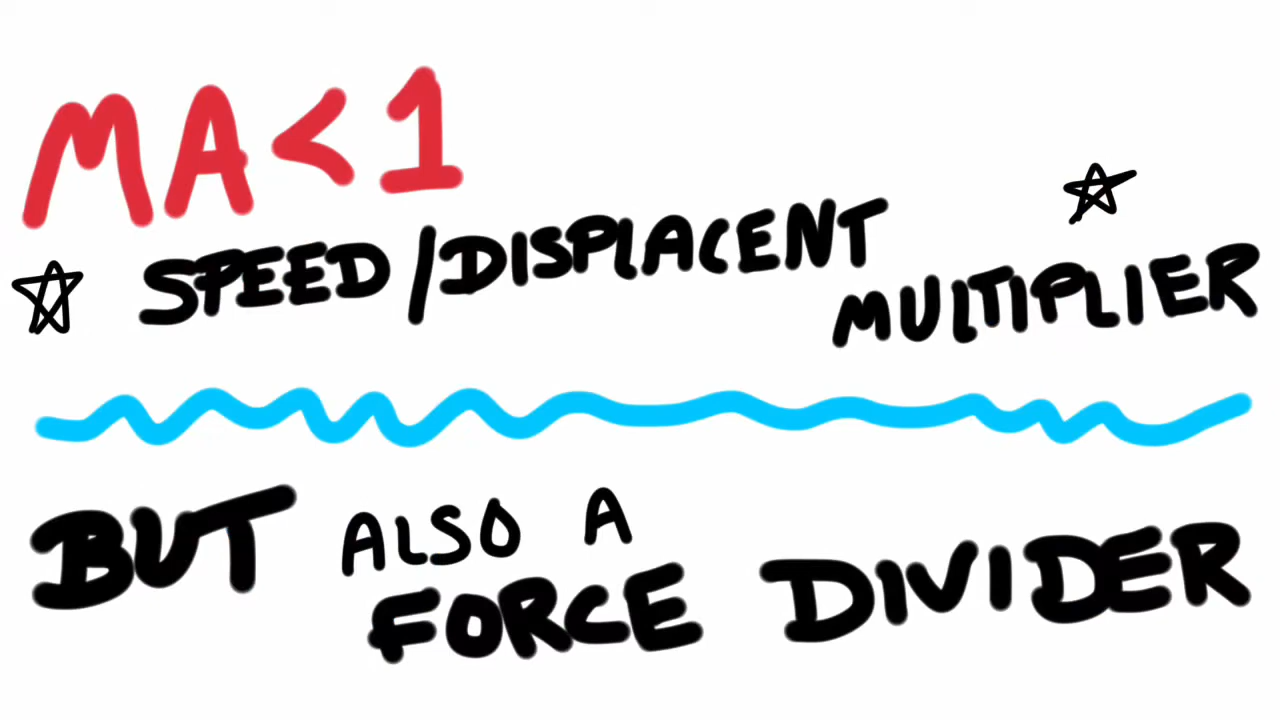 MA<1
SPEED/DISPLACENT
MULTIPLIER
BUT ALSO A
FORCE DIVIDER